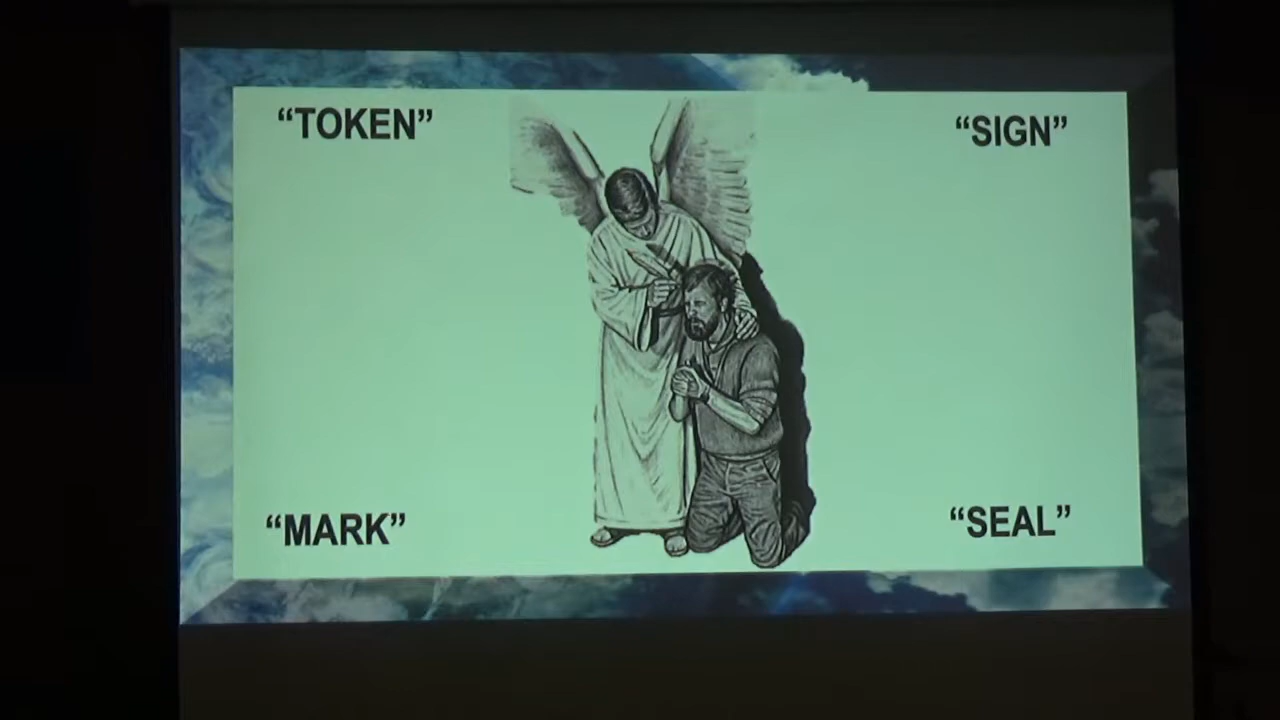 “TOKEN”
“SIGN”
“MARK”
“SEAL”